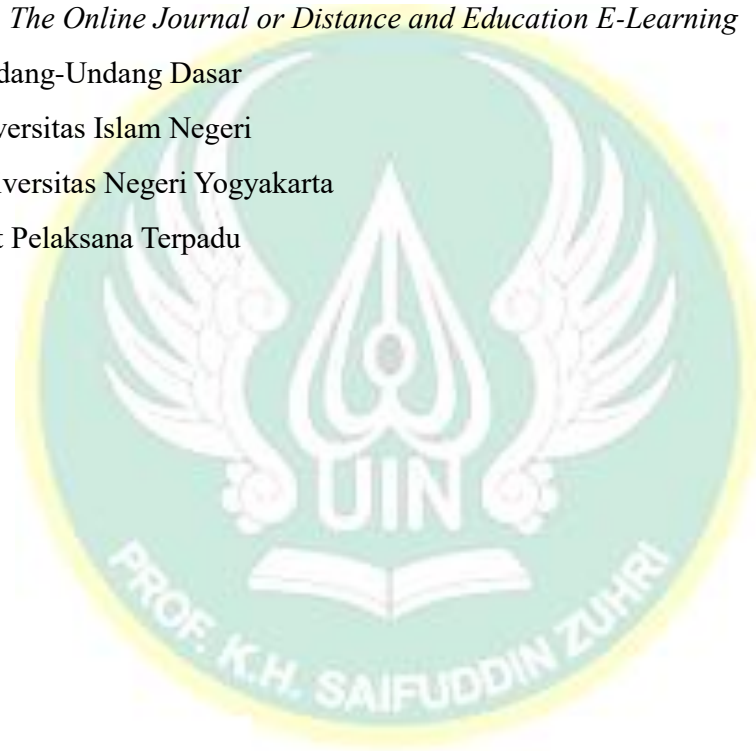 The Online Journal or Distance and Education E-Learning
dang-Undang Dasar
versitas Islam Negeri
iversitas Negeri Yogyakarta
t Pelaksana Terpadu
UIN
PROF. K.H. SAIFUDDIN ZUHRI